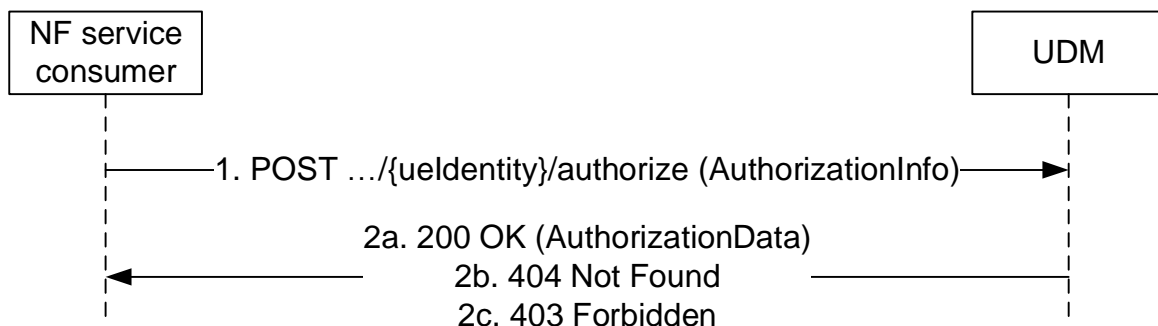 NF service
consumer
UDM
1. POST …/{ueIdentity}/authorize (AuthorizationInfo)
2a. 200 OK (AuthorizationData)
2b. 404 Not Found
2c. 403 Forbidden